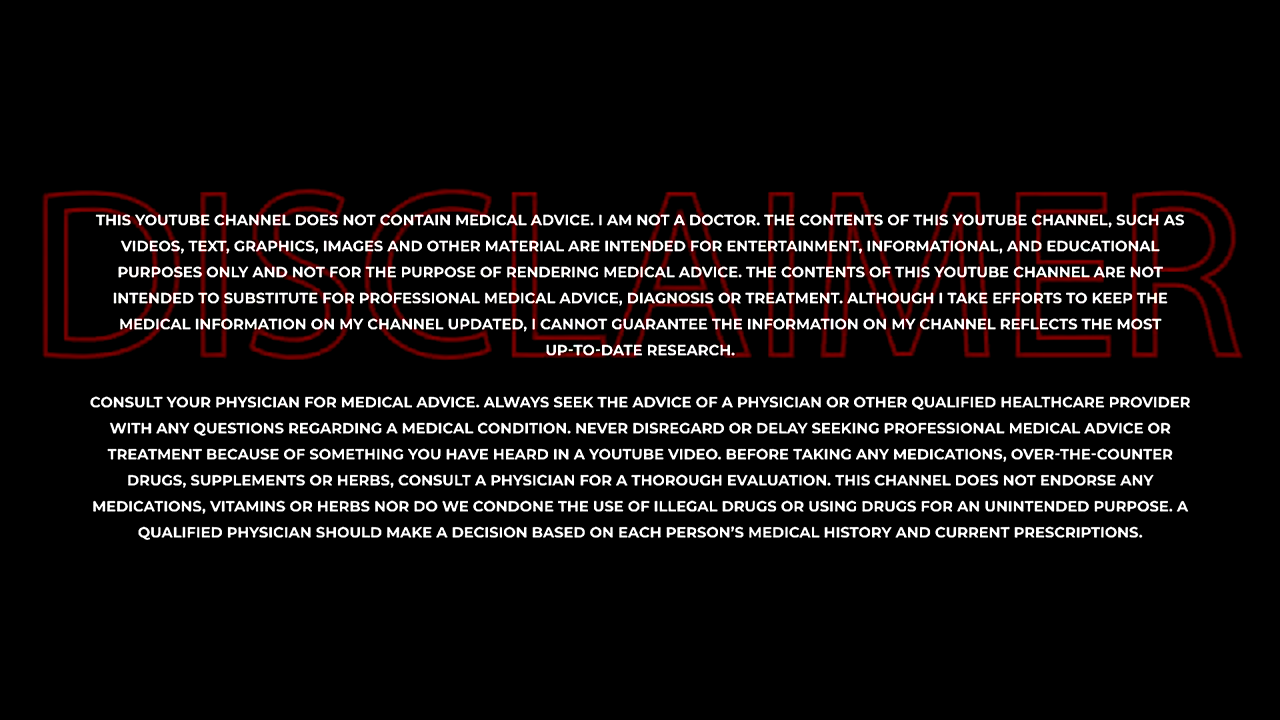 DISCLAIMER
THIS YOUTUBE CHANNEL DOES NOT CONTAIN MEDICAL ADVICE. I AM NOT A DOCTOR. THE CONTENTS OF THIS YOUTUBE CHANNEL, SUCH AS
VIDEOS, TEXT, GRAPHICS, IMAGES AND OTHER MATERIAL ARE INTENDED FOR ENTERTAINMENT, INFORMATIONAL, AND EDUCATIONAL
PURPOSES ONLY AND NOT FOR THE PURPOSE OF RENDERING MEDICAL ADVICE. THE CONTENTS OF THIS YOUTUBE CHANNEL ARE NOT
INTENDED TO SUBSTITUTE FOR PROFESSIONAL MEDICAL ADVICE, DIAGNOSIS OR TREATMENT. ALTHOUGH I TAKE EFFORTS TO KEEP THE
MEDICAL INFORMATION ON MY CHANNEL UPDATED, I CANNOT GUARANTEE THE INFORMATION ON MY CHANNEL REFLECTS THE MOST
UP-TO-DATE RESEARCH.
CONSULT YOUR PHYSICIAN FOR MEDICAL ADVICE. ALWAYS SEEK THE ADVICE OF A PHYSICIAN OR OTHER QUALIFIED HEALTHCARE PROVIDER
WITH ANY QUESTIONS REGARDING A MEDICAL CONDITION. NEVER DISREGARD OR DELAY SEEKING PROFESSIONAL MEDICAL ADVICE OR
TREATMENT BECAUSE OF SOMETHING YOU HAVE HEARD IN A YOUTUBE VIDEO. BEFORE TAKING ANY MEDICATIONS, OVER-THE-COUNTER
DRUGS, SUPPLEMENTS OR HERBS, CONSULT A PHYSICIAN FOR A THOROUGH EVALUATION. THIS CHANNEL DOES NOT ENDORSE ANY
MEDICATIONS, VITAMINS OR HERBS NOR DO WE CONDONE THE USE OF ILLEGAL DRUGS OR USING DRUGS FOR AN UNINTENDED PURPOSE. A
QUALIFIED PHYSICIAN SHOULD MAKE A DECISION BASED ON EACH PERSON’S MEDICAL HISTORY AND CURRENT PRESCRIPTIONS.